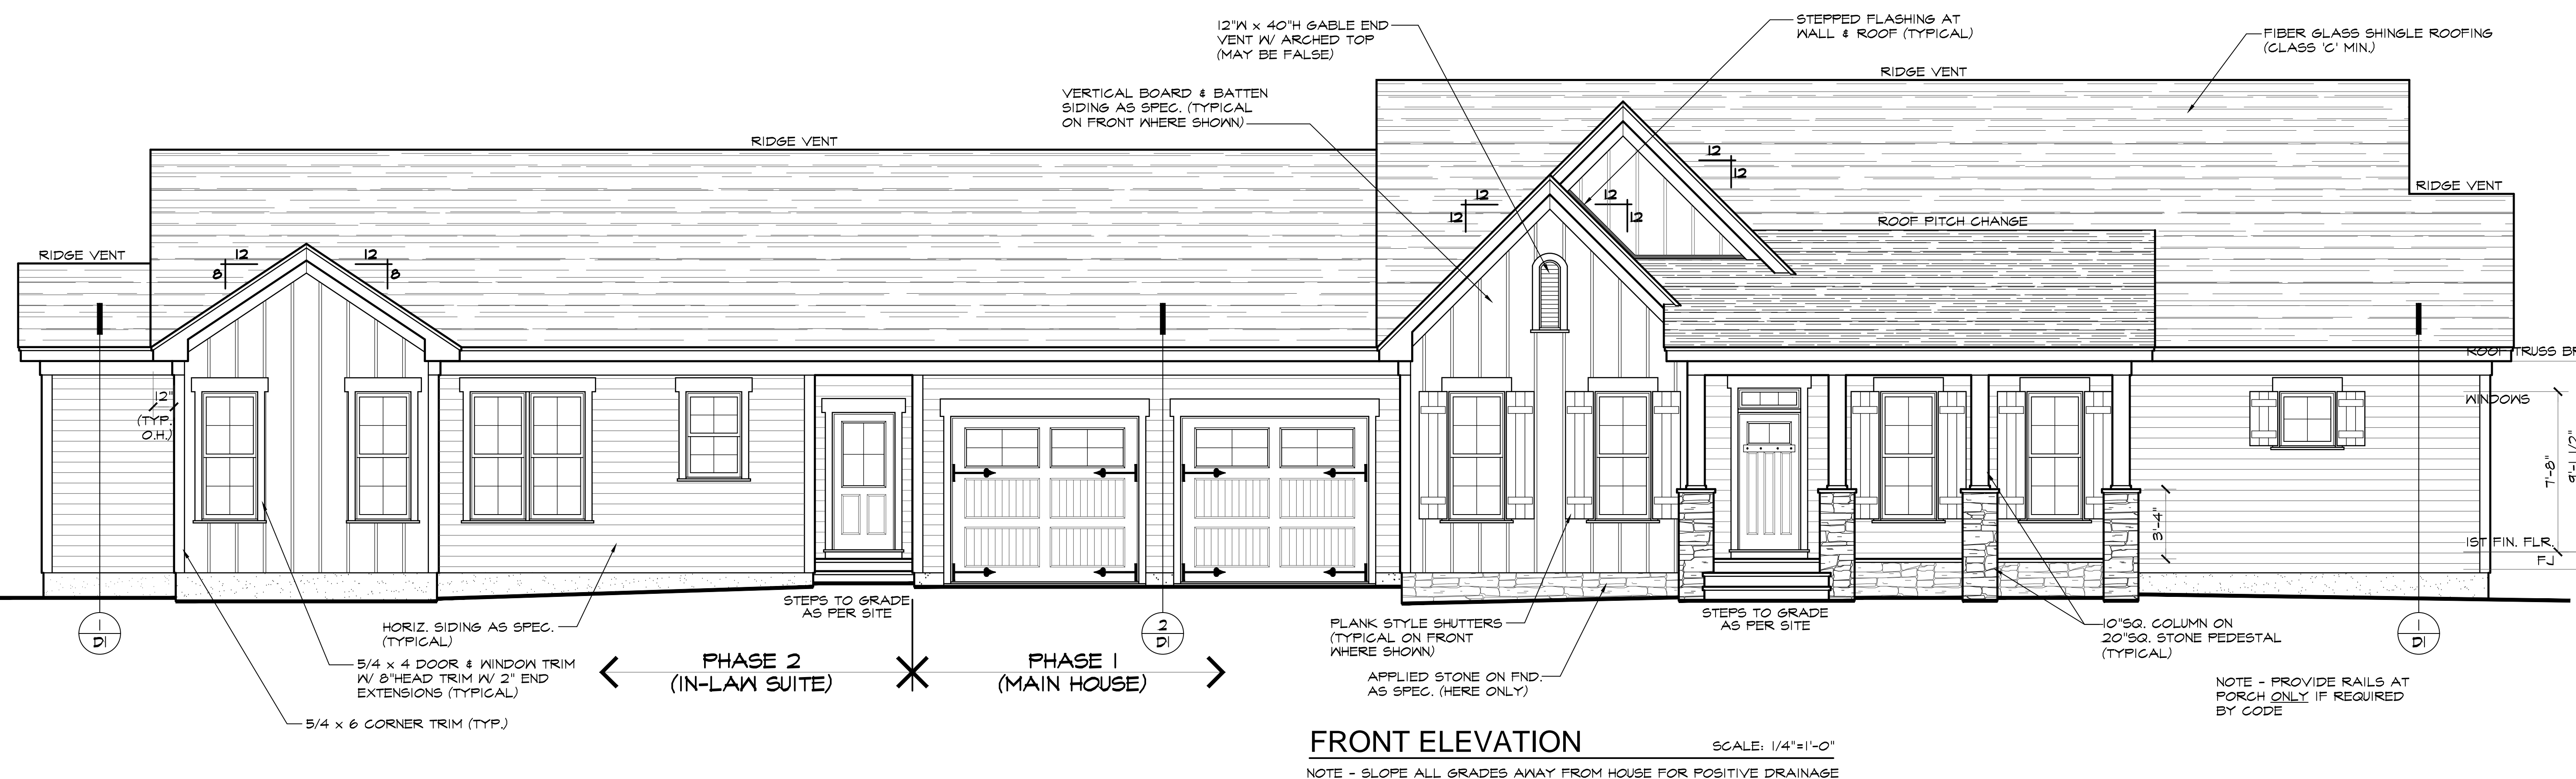 12"W x 40"H GABLE END
VENT W/ ARCHED TOP
(MAY BE FALSE)
STEPPED FLASHING AT
WALL & ROOF (TYPICAL)
FIBER GLASS SHINGLE ROOFING
(CLASS 'C' MIN.)
RIDGE VENT
VERTICAL BOARD & BATTEN
SIDING AS SPEC. (TYPICAL
ON FRONT WHERE SHOWN)
RIDGE VENT
12
12
RIDGE VENT
12
12
12
12
ROOF PITCH CHANGE
RIDGE VENT
12
8
12
8
ROOF TRUSS
12"
(TYP.
O.H.)
WINDOWS
7'-8"
9'-1 1/2"
3'-4"
1ST FIN. FLR.
STEPS TO GRADE
AS PER SITE
STEPS TO GRADE
AS PER SITE
1
D1
2
D1
1
D1
HORIZ. SIDING AS SPEC.
(TYPICAL)
PLANK STYLE SHUTTERS
(TYPICAL ON FRONT
WHERE SHOWN)
10"SQ. COLUMN ON
20"SQ. STONE PEDESTAL
(TYPICAL)
5/4 x 4 DOOR & WINDOW TRIM
W/ 8"HEAD TRIM W/ 2" END
EXTENSIONS (TYPICAL)
PHASE 2
(IN-LAW SUITE)
PHASE 1
(MAIN HOUSE)
APPLIED STONE ON FND.
AS SPEC. (HERE ONLY)
NOTE - PROVIDE RAILS AT
PORCH ONLY IF REQUIRED
BY CODE
5/4 x 6 CORNER TRIM (TYP.)
FRONT ELEVATION
SCALE: 1/4"=1'-0"
NOTE - SLOPE ALL GRADES AWAY FROM HOUSE FOR POSITIVE DRAINAGE